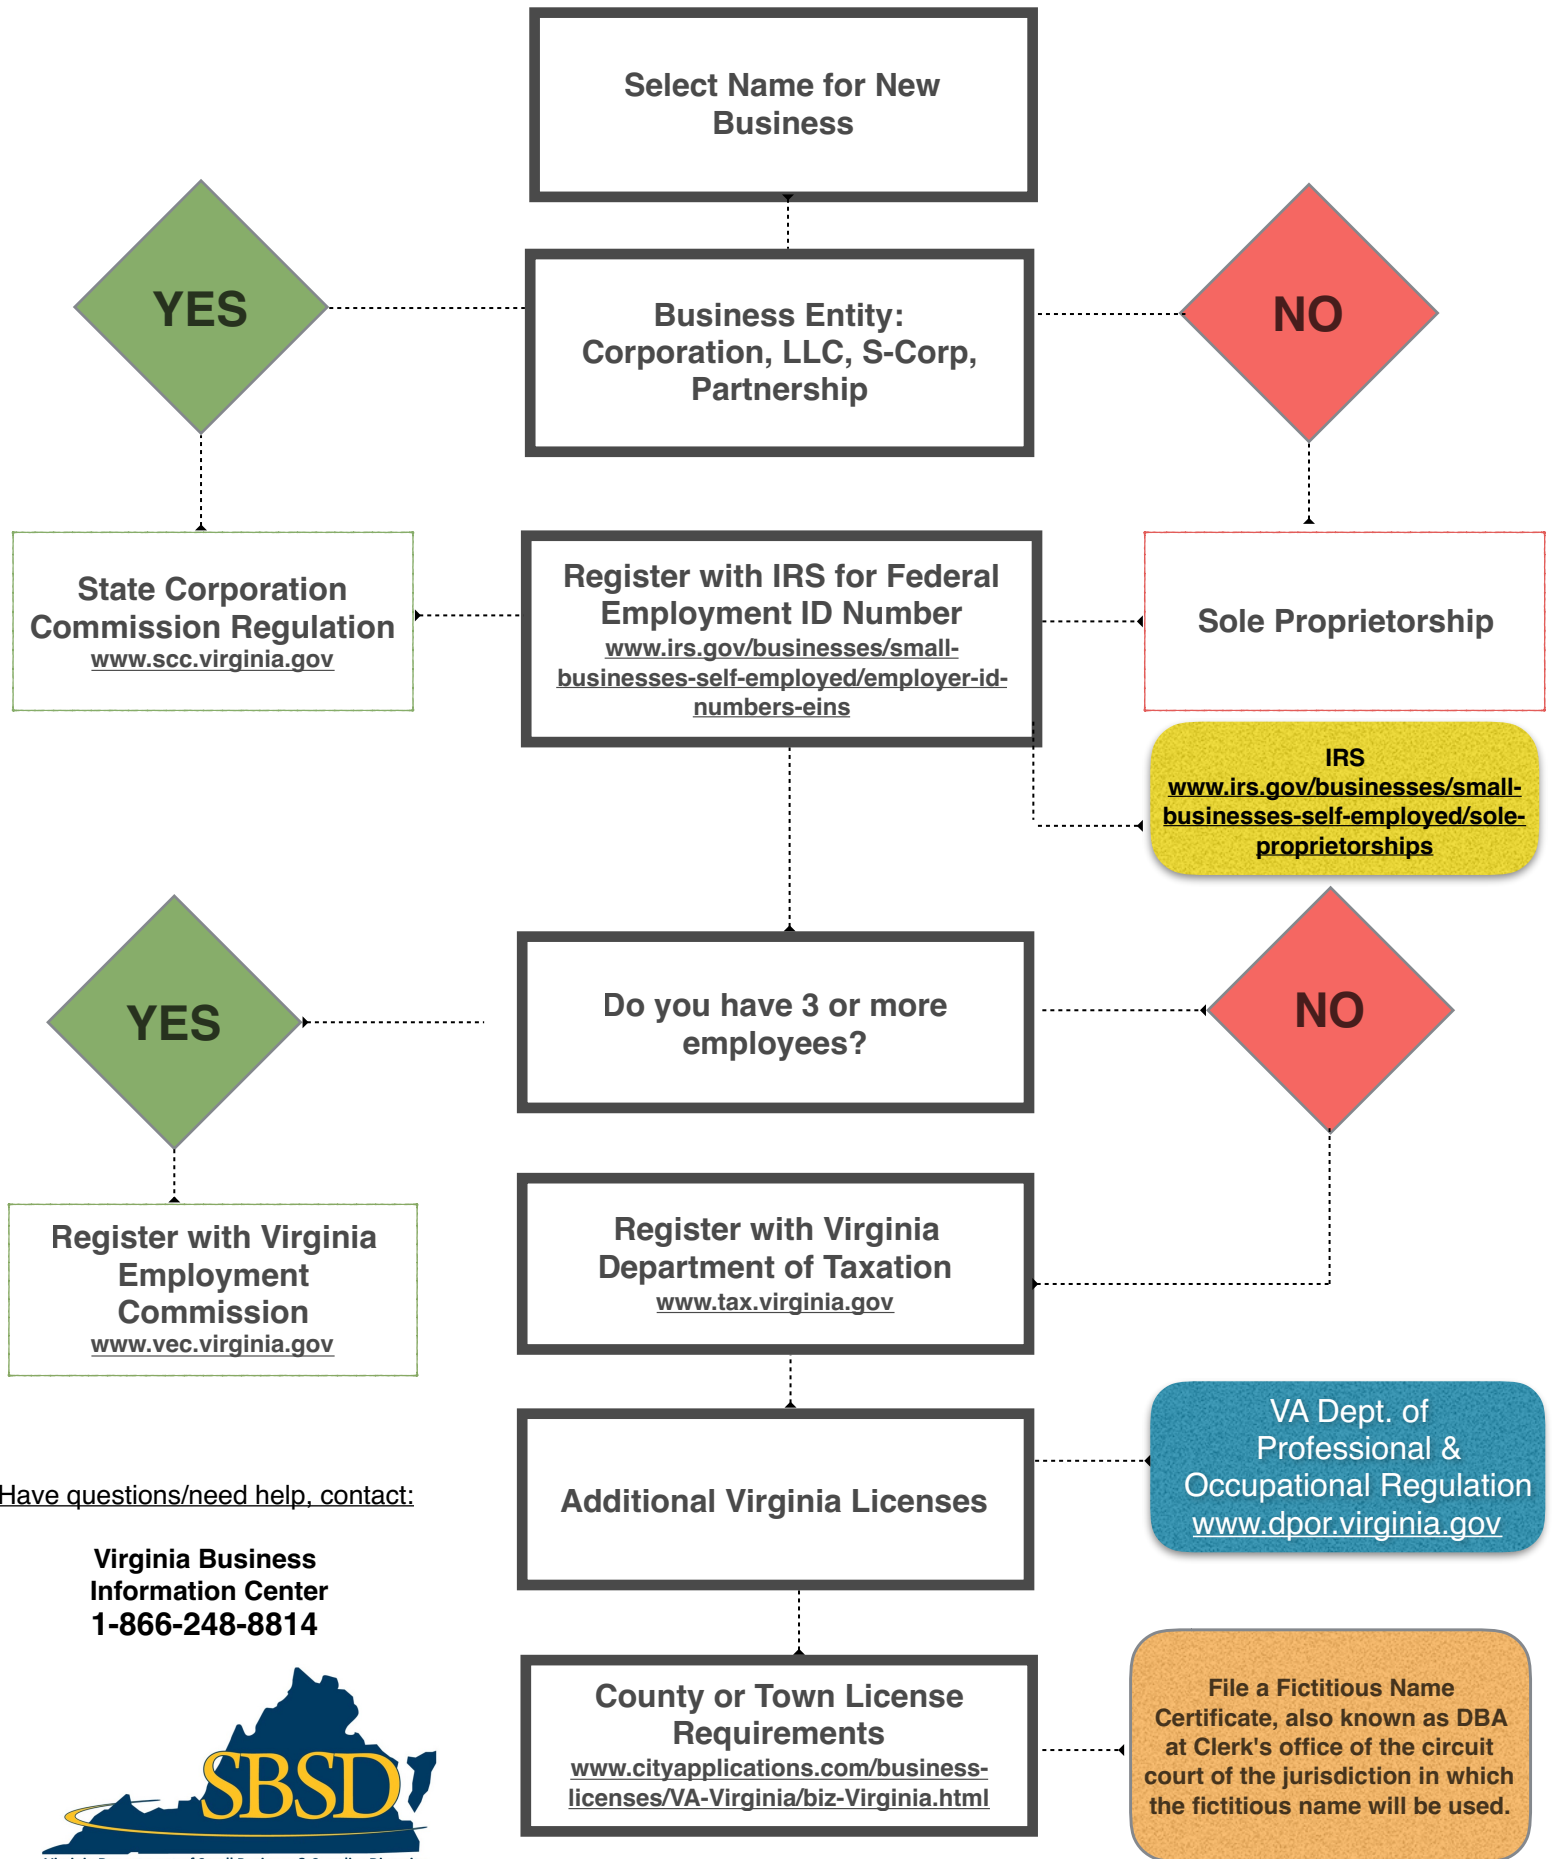 Select Name for New
Business
YES
Business Entity:
Corporation, LLC, S-Corp,
Partnership
NO
State Corporation
Commission Regulation
www.scc.virginia.gov
Register with IRS for Federal
Employment ID Number
www.irs.gov/businesses/small-
businesses-self-employed/employer-id-
numbers-eins
Sole Proprietorship
IRS
www.irs.gov/businesses/small-
businesses-self-employed/sole-
proprietorships
YES
Do you have 3 or more
employees?
NO
Register with Virginia
Employment
Commission
www.vec.virginia.gov
Register with Virginia
Department of Taxation
www.tax.virginia.gov
Additional Virginia Licenses
VA Dept. of
Professional &
Occupational Regulation
www.dpor.virginia.gov
Have questions/need help, contact:
Virginia Business
Information Center
1-866-248-8814
County or Town License
Requirements
www.cityapplications.com/business-
licenses/VA-Virginia/biz-Virginia.html
File a Fictitious Name
Certificate, also known as DBA
at Clerk's office of the circuit
court of the jurisdiction in which
the fictitious name will be used.
SBSD